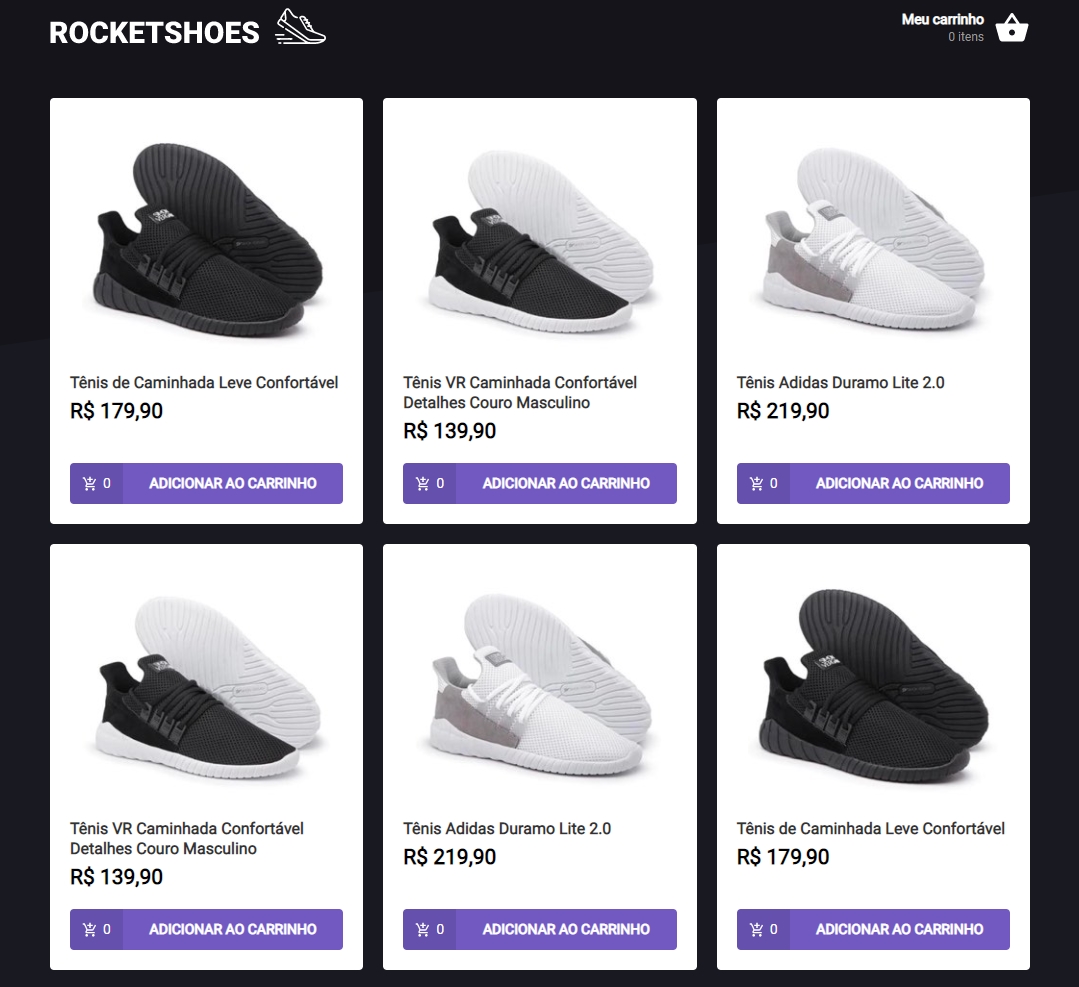 ROCKETSHOES
Meu carrinho
0 itens
Tênis de Caminhada Leve Confortável
R$ 179,90
0 ADICIONAR AO CARRINHO
Tênis VR Caminhada Confortável
Detalhes Couro Masculino
R$ 139,90
0 ADICIONAR AO CARRINHO
Tênis Adidas Duramo Lite 2.0
R$ 219,90
0 ADICIONAR AO CARRINHO
Tênis VR Caminhada Confortável
Detalhes Couro Masculino
R$ 139,90
0 ADICIONAR AO CARRINHO
Tênis Adidas Duramo Lite 2.0
R$ 219,90
0 ADICIONAR AO CARRINHO
Tênis de Caminhada Leve Confortável
R$ 179,90
0 ADICIONAR AO CARRINHO